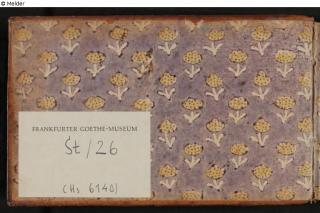 © Melder
FRANKFURTER GOETHE-MUSEUM
St/26
(Hs 6140)